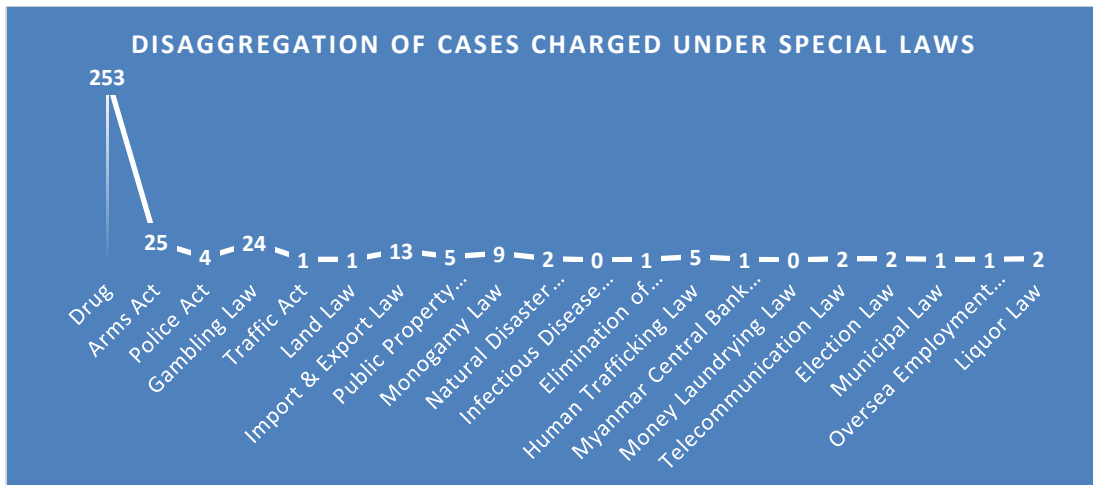 DISAGGREGATION OF CASES CHARGED UNDER SPECIAL LAWS
253
25
4
24
1
1
13
5
9
2
0
1
5
1
0
2
2
1
1
2
Drug
Arms Act
Police Act
Gambling Law
Traffic Act
Land Law
Import & Export Law
Public Property…
Monogamy Law
Natural Disaster…
Infectious Disease…
Elimination of…
Human Trafficking Law
Myanmar Central Bank…
Money Laundrying Law
Telecommunication Law
Election Law
Municipal Law
Oversea Employment…
Liquor Law